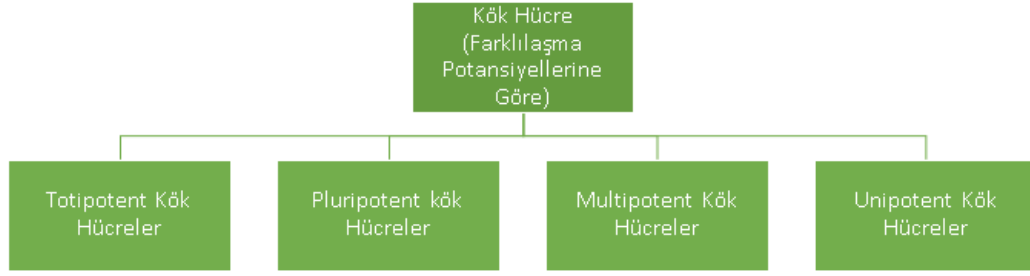 Kök Hücre
(Farklılaşma
Potansiyellerine
Göre)
Totipotent Kök
Hücreler
Pluripotent kök
Hücreler
Multipotent Kök
Hücreler
Unipotent Kök
Hücreler